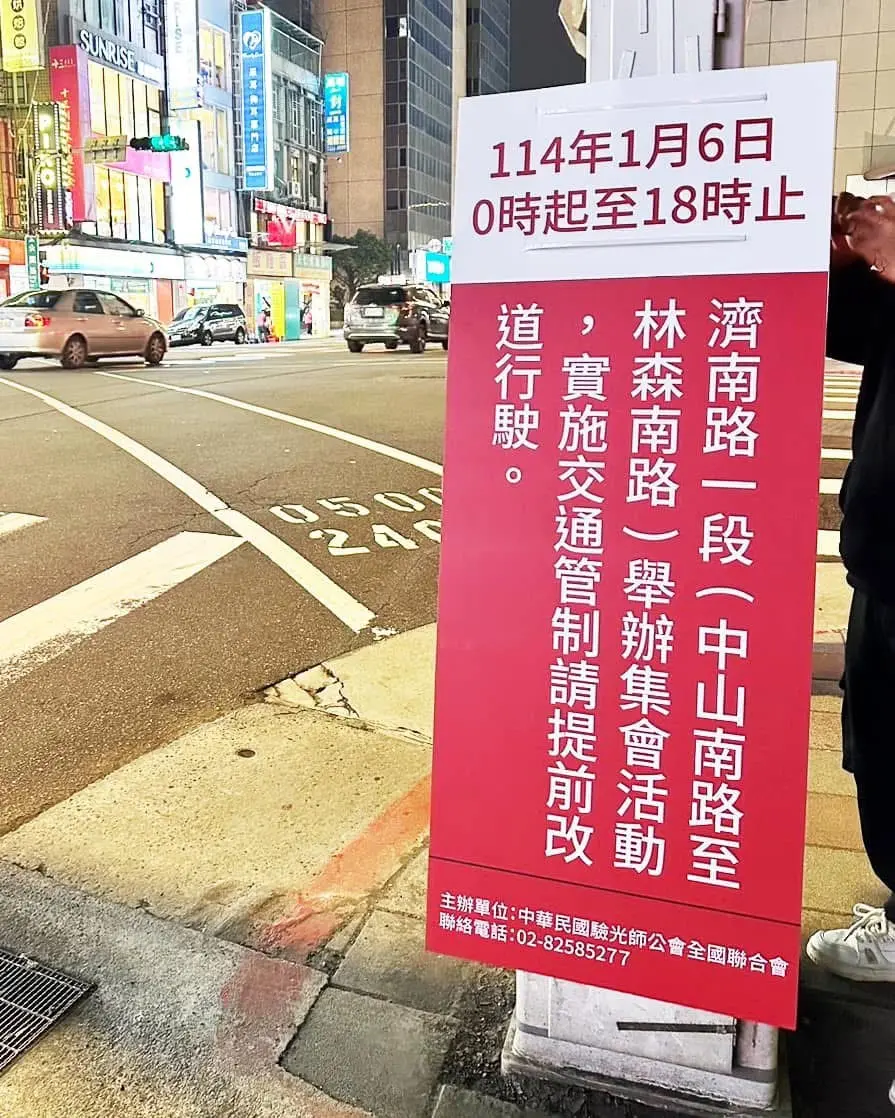 114年1月6日
0時起至18時止
濟南路一段(中山南路至
林森南路)舉辦集會活動
,實施交通管制請提前改
道行駛。
主辦單位:中華民國驗光師公會全國聯合會
聯絡電話:02-82585277
SUNRISE
0500
240